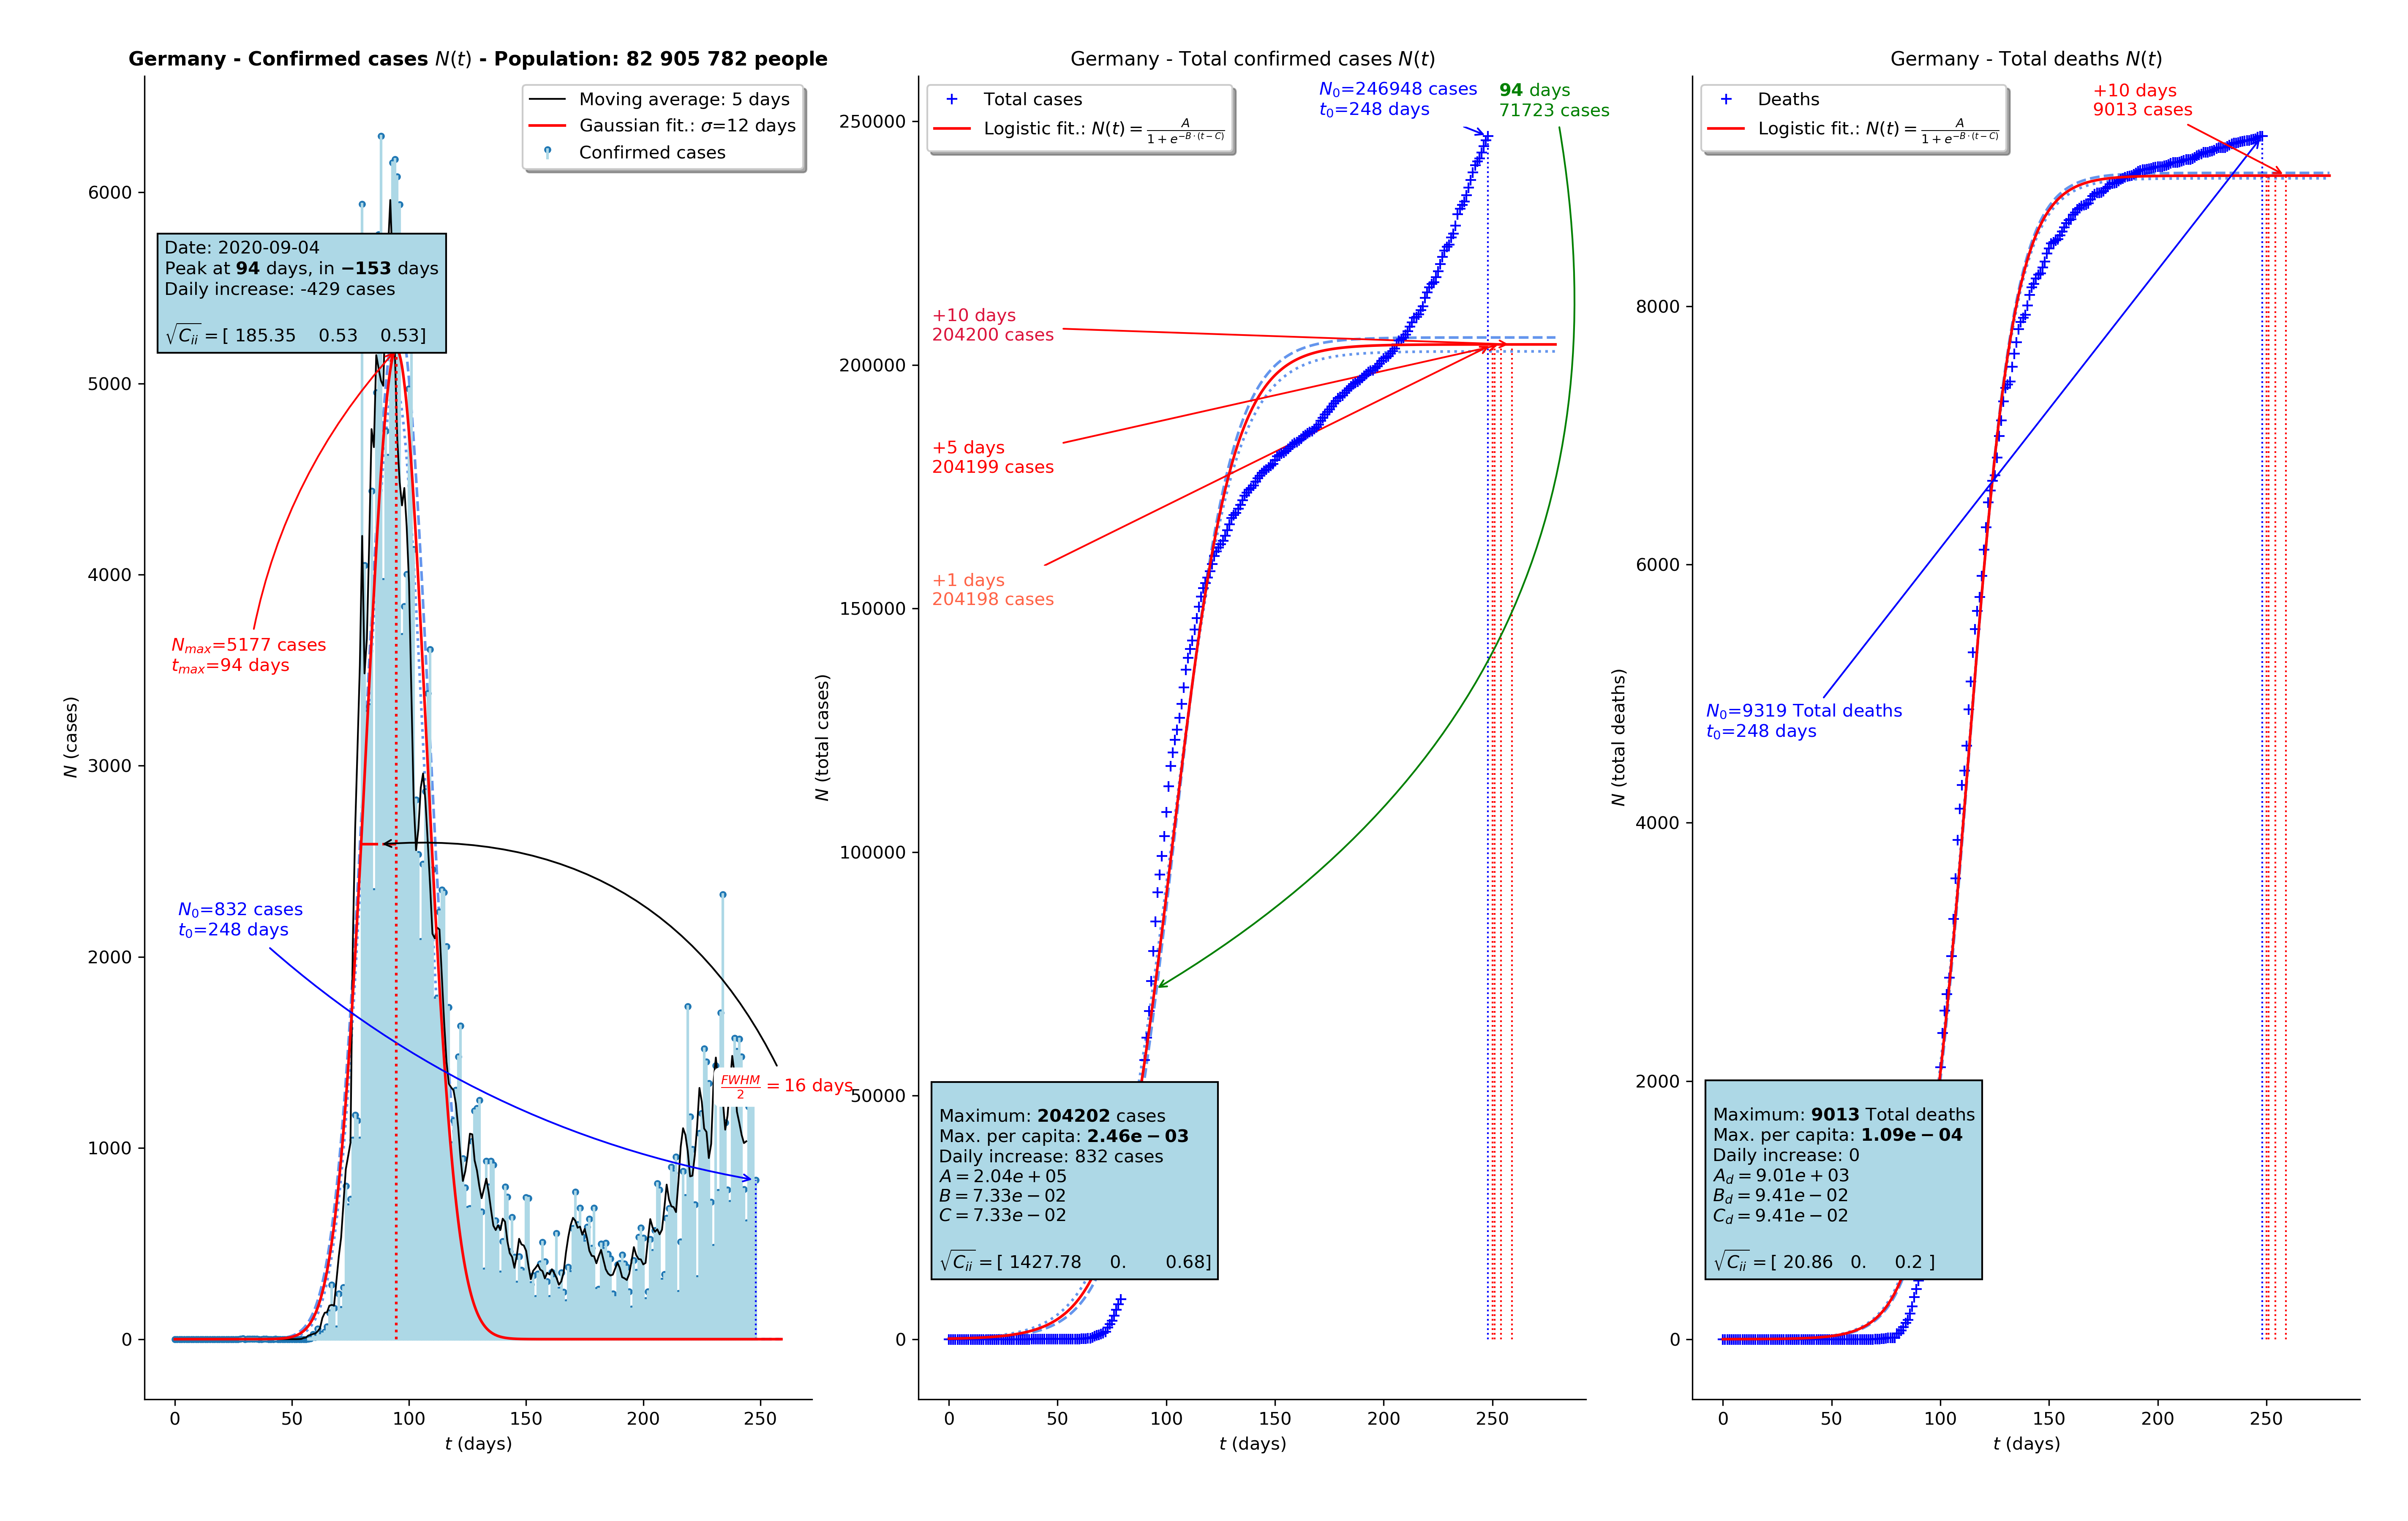 Germany - Confirmed cases N(t) - Population: 82 905 782 people
Moving average: 5 days
Gaussian fit.: σ=12 days
Confirmed cases
Date: 2020-09-04
Peak at 94 days, in −153 days
Daily increase: -429 cases
√C_ii = [ 185.35 0.53 0.53]
N_max=5177 cases
t_max=94 days
N_0=832 cases
t_0=248 days
FWHM/2 = 16 days
N (cases)
6000
5000
4000
3000
2000
1000
0
0 50 100 150 200 250
t (days)
Germany - Total confirmed cases N(t)
Total cases
Logistic fit.: N(t) = A/(1 + e^{−B·(t−C)})
N_0=246948 cases
t_0=248 days
94 days
71723 cases
+10 days
204200 cases
+5 days
204199 cases
+1 days
204198 cases
Maximum: 204202 cases
Max. per capita: 2.46e − 03
Daily increase: 832 cases
A = 2.04e + 05
B = 7.33e − 02
C = 7.33e − 02
√C_ii = [ 1427.78 0. 0.68]
N (total cases)
250000
200000
150000
100000
50000
0
0 50 100 150 200 250
t (days)
Germany - Total deaths N(t)
Deaths
Logistic fit.: N(t) = A/(1 + e^{−B·(t−C)})
+10 days
9013 cases
N_0=9319 Total deaths
t_0=248 days
Maximum: 9013 Total deaths
Max. per capita: 1.09e − 04
Daily increase: 0
A_d = 9.01e + 03
B_d = 9.41e − 02
C_d = 9.41e − 02
√C_ii = [ 20.86 0. 0.2 ]
N (total deaths)
8000
6000
4000
2000
0
0 50 100 150 200 250
t (days)